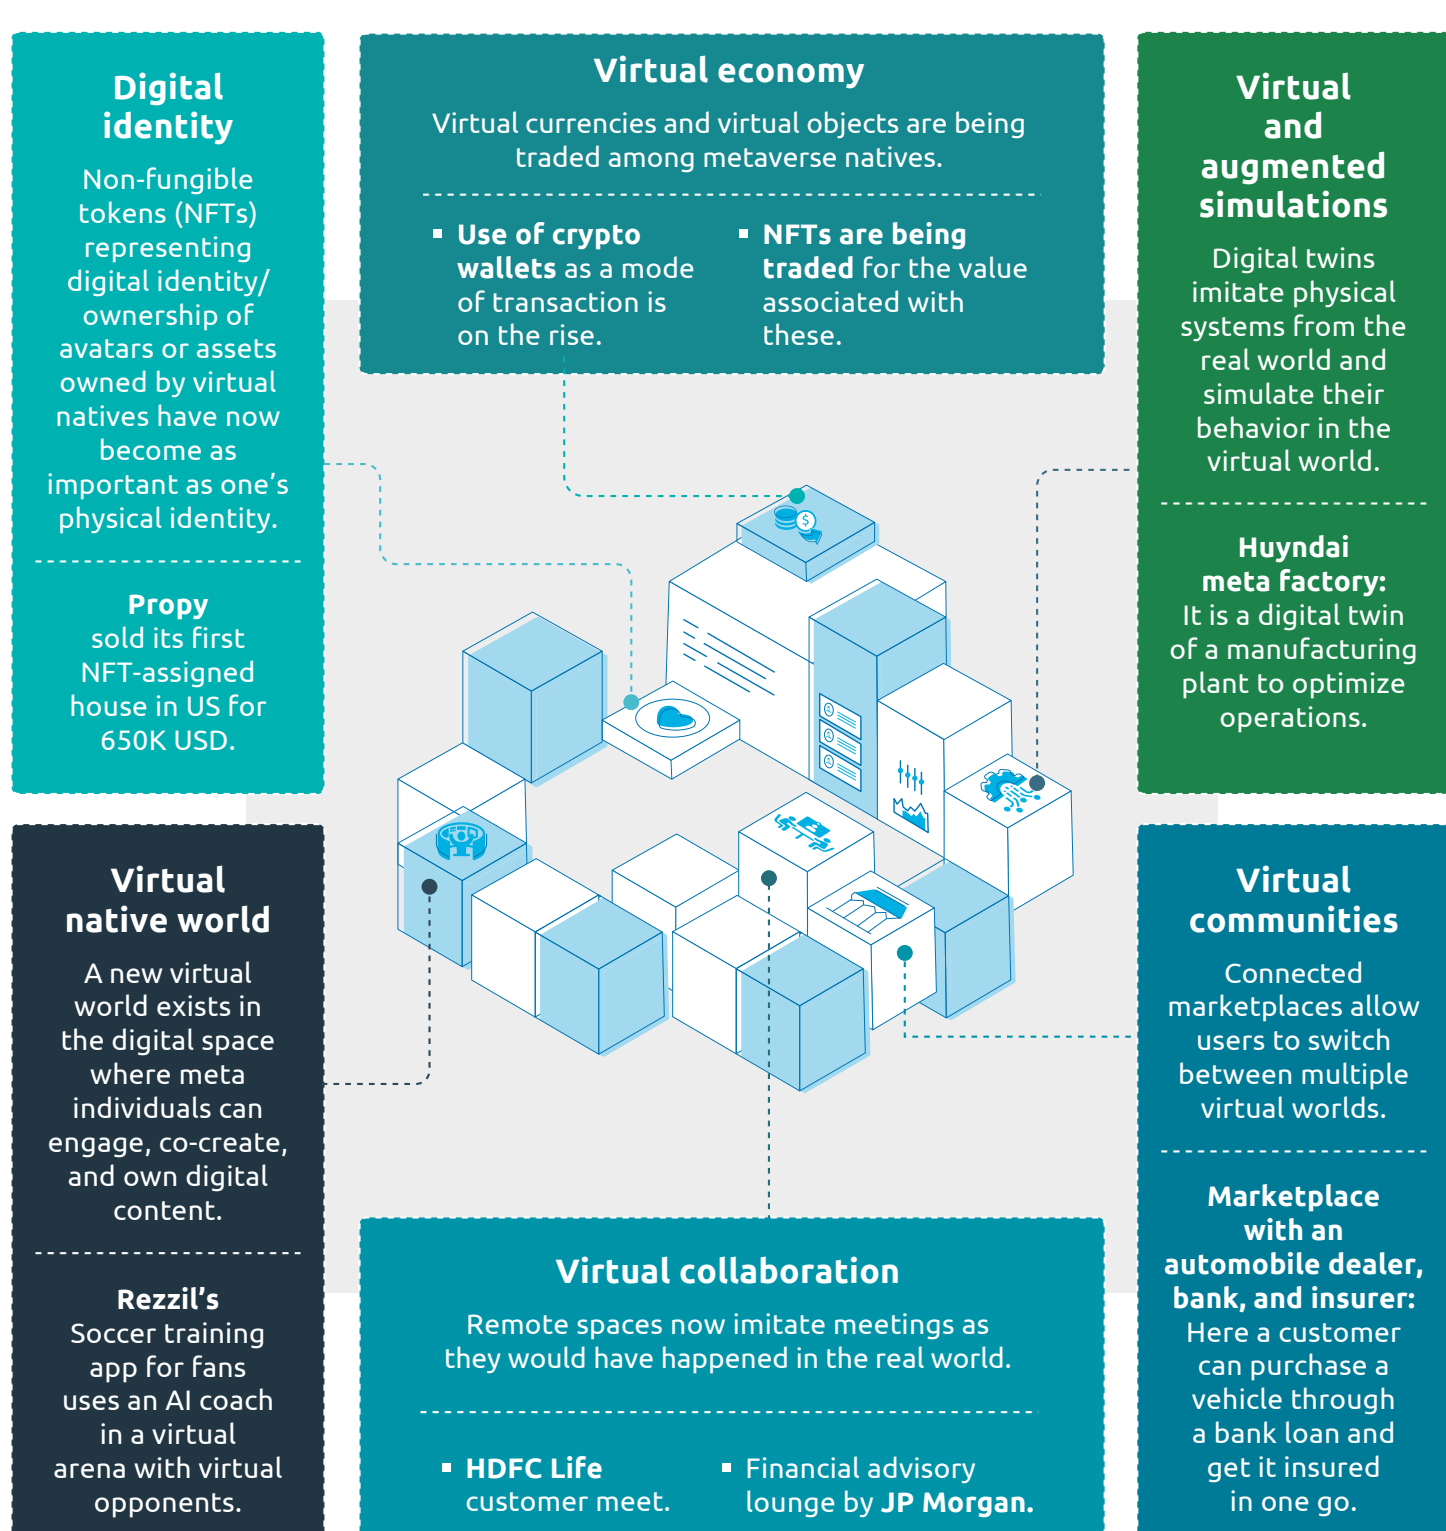 Digital
identity
Non-fungible
tokens (NFTs)
representing
digital identity/
ownership of
avatars or assets
owned by virtual
natives have now
become as
important as one’s
physical identity.
Propy
sold its first
NFT-assigned
house in US for
650K USD.
Virtual economy
Virtual currencies and virtual objects are being
traded among metaverse natives.
Use of crypto
wallets as a mode
of transaction is
on the rise.
NFTs are being
traded for the value
associated with
these.
Virtual
and
augmented
simulations
Digital twins
imitate physical
systems from the
real world and
simulate their
behavior in the
virtual world.
Huyndai
meta factory:
It is a digital twin
of a manufacturing
plant to optimize
operations.
$
Virtual
native world
A new virtual
world exists in
the digital space
where meta
individuals can
engage, co-create,
and own digital
content.
Rezzil’s
Soccer training
app for fans
uses an AI coach
in a virtual
arena with virtual
opponents.
Virtual collaboration
Remote spaces now imitate meetings as
they would have happened in the real world.
HDFC Life
customer meet.
Financial advisory
lounge by JP Morgan.
Virtual
communities
Connected
marketplaces allow
users to switch
between multiple
virtual worlds.
Marketplace
with an
automobile dealer,
bank, and insurer:
Here a customer
can purchase a
vehicle through
a bank loan and
get it insured
in one go.